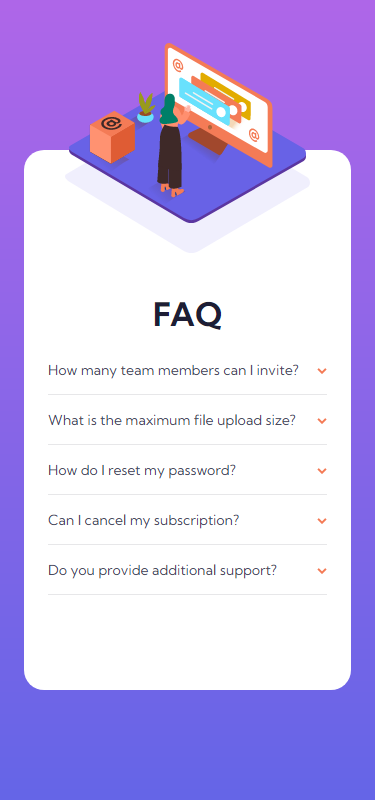 @
@
@
FAQ
How many team members can I invite?
What is the maximum file upload size?
How do I reset my password?
Can I cancel my subscription?
Do you provide additional support?